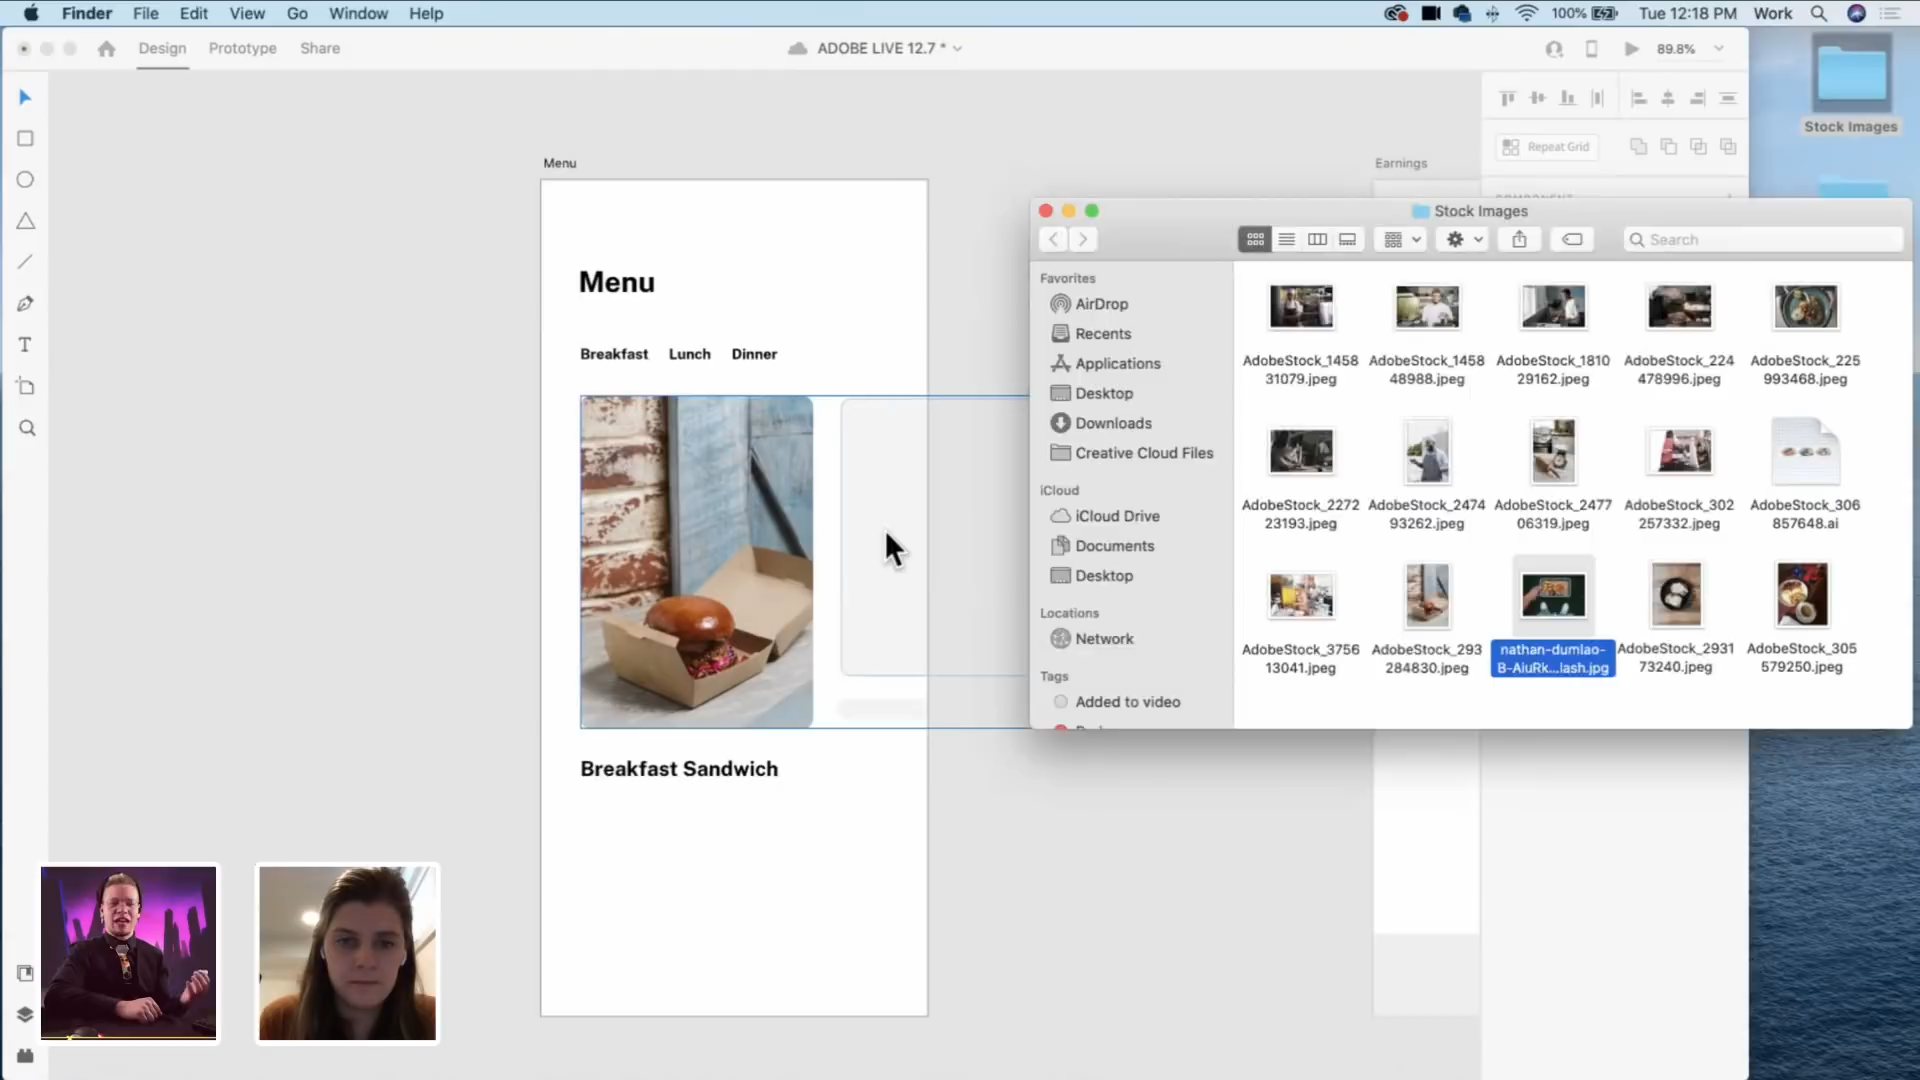 Finder File Edit View Go Window Help
100% Tue 12:18 PM Work
Design Prototype Share
ADOBE LIVE 12.7 *
89.8%
Stock Images
Repeat Grid
Menu
Earnings
Menu
Breakfast Lunch Dinner
Breakfast Sandwich
Stock Images
Search
Favorites
AirDrop
Recents
Applications
Desktop
Downloads
Creative Cloud Files
iCloud
iCloud Drive
Documents
Desktop
Locations
Network
Tags
Added to video
AdobeStock_1458 AdobeStock_1458 AdobeStock_1810 AdobeStock_224 AdobeStock_225
31079.jpeg 48988.jpeg 29162.jpeg 478996.jpeg 993468.jpeg
AdobeStock_2272 AdobeStock_2474 AdobeStock_2477 AdobeStock_302 AdobeStock_306
23193.jpeg 93262.jpeg 06319.jpeg 257332.jpeg 857648.ai
AdobeStock_3756 AdobeStock_293 nathan-dumlao- AdobeStock_2931 AdobeStock_305
13041.jpeg 284830.jpeg B-AiuRk...lash.jpg 73240.jpeg 579250.jpeg